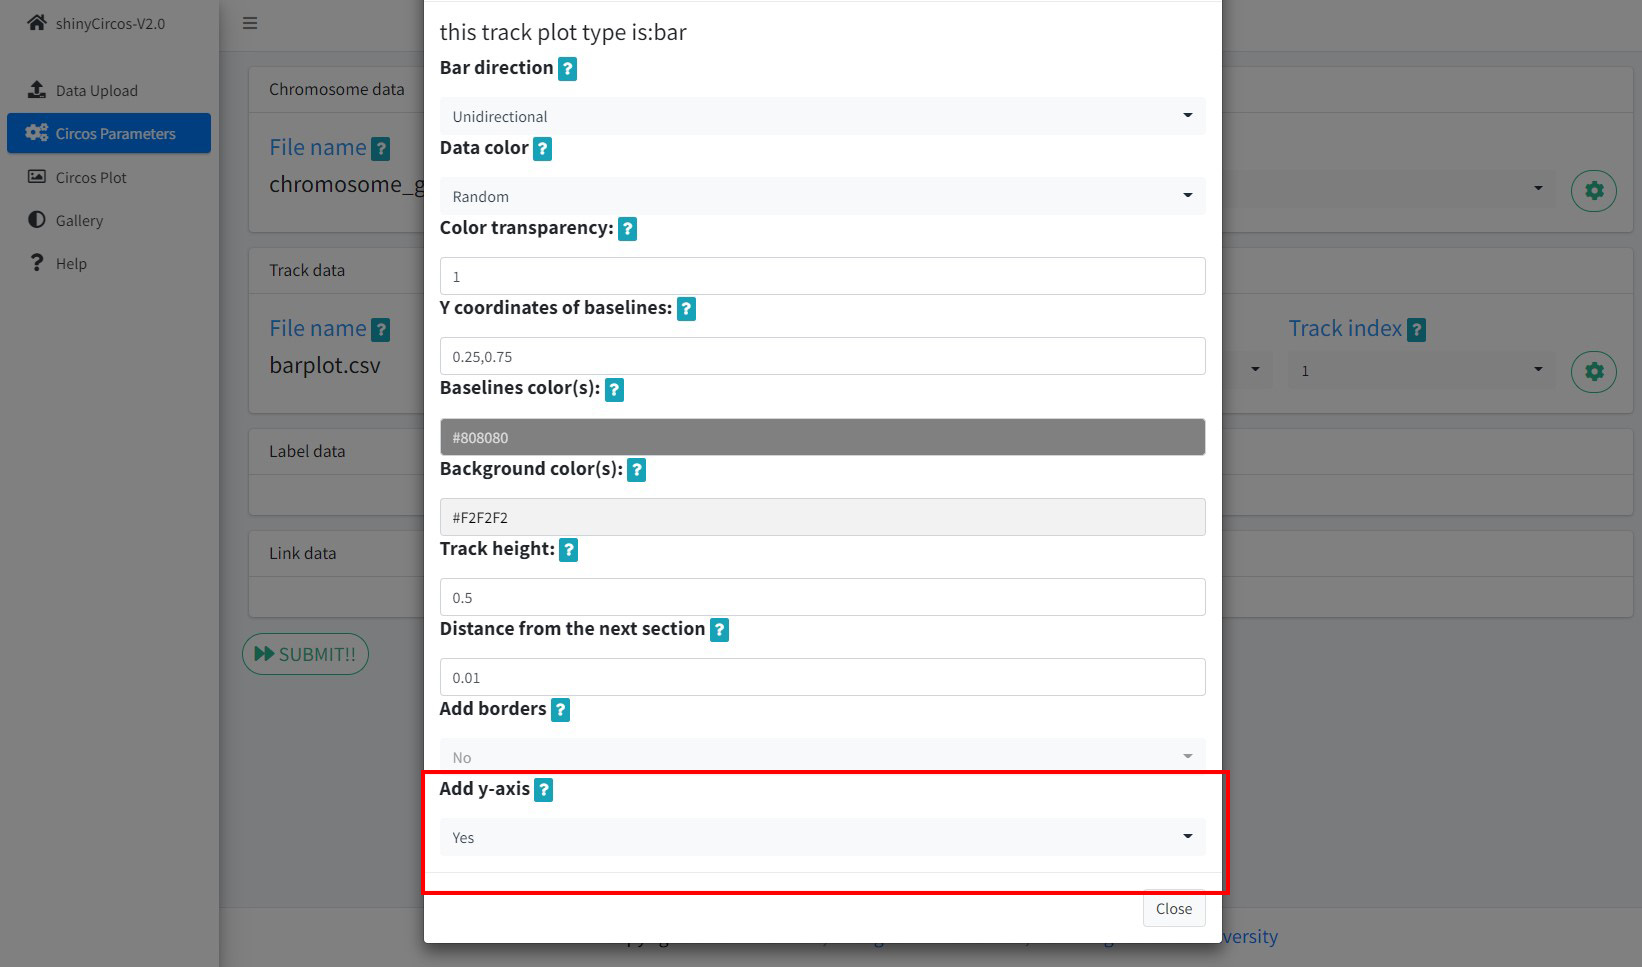 shinyCircos-V2.0
Data Upload
Circos Parameters
Circos Plot
Gallery
Help
Chromosome data
File name ?
chromosome_g
Track data
File name ?
barplot.csv
Track index ?
1
Label data
Link data
SUBMIT!!
this track plot type is:bar
Bar direction ?
Unidirectional
Data color ?
Random
Color transparency: ?
1
Y coordinates of baselines: ?
0.25,0.75
Baselines color(s): ?
#808080
Background color(s): ?
#F2F2F2
Track height: ?
0.5
Distance from the next section ?
0.01
Add borders ?
No
Add y-axis ?
Yes
Close
versity